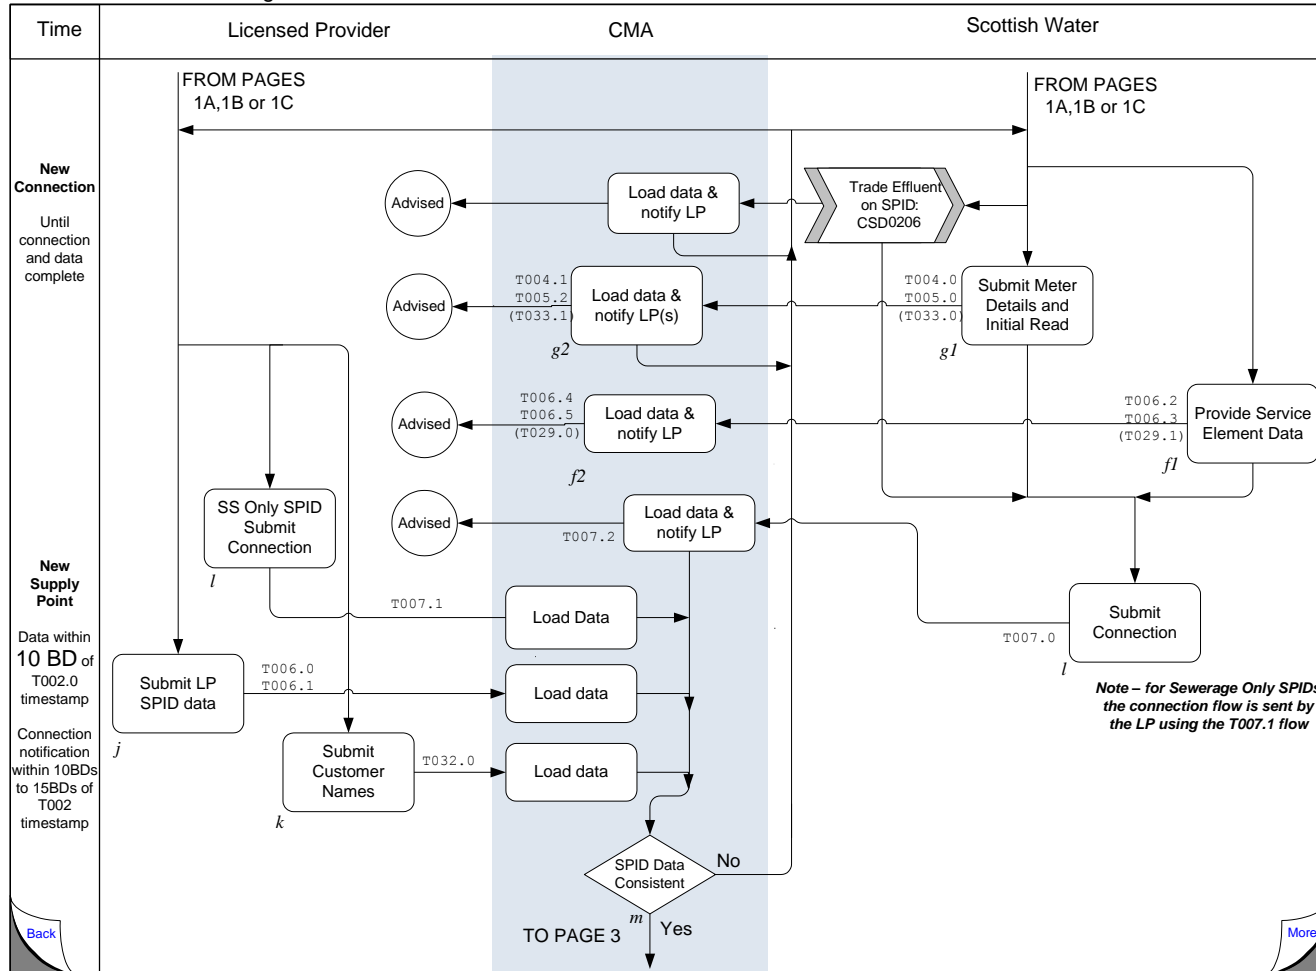 Time
Licensed Provider
CMA
Scottish Water
FROM PAGES
1A,1B or 1C
FROM PAGES
1A,1B or 1C
New
Connection
Until
connection
and data
complete
Advised
Load data &
notify LP
Trade Effluent
on SPID:
CSD0206
Advised
T004.1
T005.2
(T033.1)
Load data &
notify LP(s)
g2
T004.0
T005.0
(T033.0)
Submit Meter
Details and
Initial Read
g1
Advised
T006.4
T006.5
(T029.0)
Load data &
notify LP
f2
T006.2
T006.3
(T029.1)
Provide Service
Element Data
f1
SS Only SPID
Submit
Connection
l
Advised
T007.2
Load data &
notify LP
New
Supply
Point
Data within
10 BD of
T002.0
timestamp
Connection
notification
within 10BDs
to 15BDs of
T002
timestamp
T007.1
Load Data
T007.0
Submit
Connection
l
Submit LP
SPID data
j
T006.0
T006.1
Load data
Note – for Sewerage Only SPIDs
the connection flow is sent by
the LP using the T007.1 flow
Submit
Customer
Names
k
T032.0
Load data
SPID Data
Consistent
m
No
Yes
TO PAGE 3
Back
More